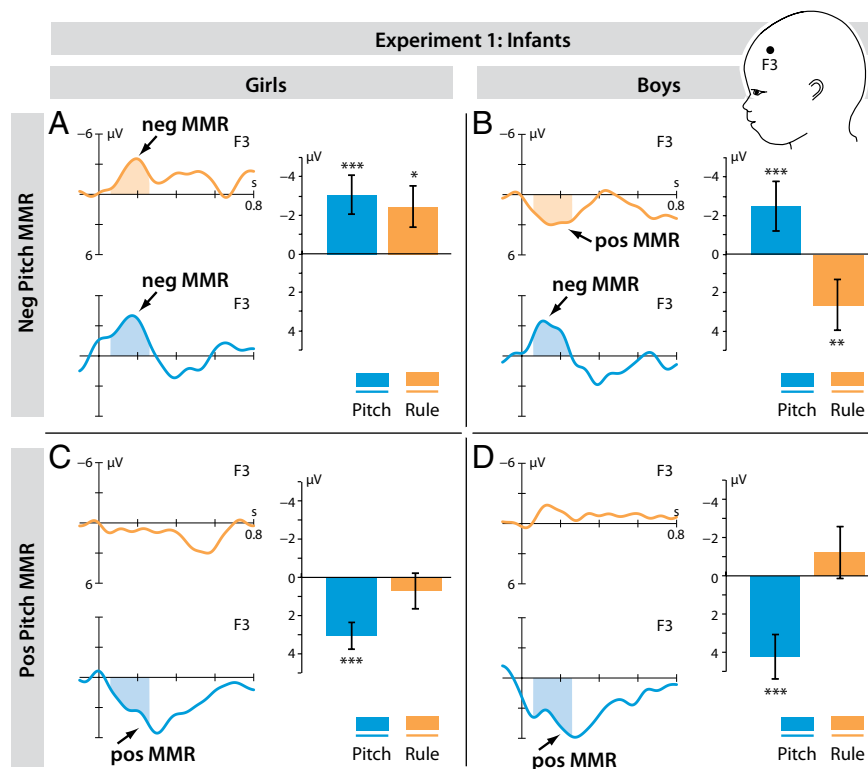 Experiment 1: Infants
F3
Girls
Boys
Neg Pitch MMR
A
−6
µV
neg MMR
F3
s
0.8
6
neg MMR
F3
µV
−4
−2
0
2
4
***
*
Pitch
Rule
B
−6
µV
F3
s
0.8
6
pos MMR
neg MMR
F3
µV
−4
−2
0
2
4
***
**
Pitch
Rule
Pos Pitch MMR
C
−6
µV
F3
s
0.8
6
F3
pos MMR
µV
−4
−2
0
2
4
***
Pitch
Rule
D
−6
µV
F3
s
0.8
6
F3
pos MMR
µV
−4
−2
0
2
4
***
Pitch
Rule